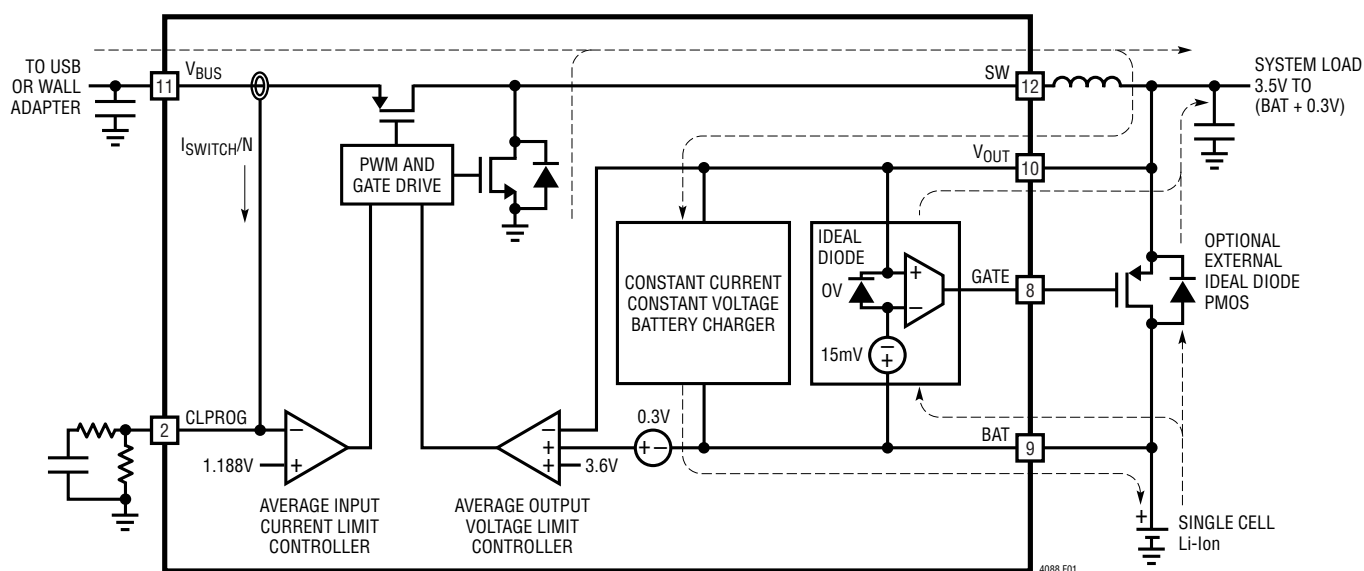 TO USB
OR WALL
ADAPTER
11
VBUS
ISWITCH/N
PWM AND
GATE DRIVE
SW
12
SYSTEM LOAD
3.5V TO
(BAT + 0.3V)
VOUT
10
CONSTANT CURRENT
CONSTANT VOLTAGE
BATTERY CHARGER
IDEAL
DIODE
0V
+
–
15mV
–
+
GATE
8
OPTIONAL
EXTERNAL
IDEAL DIODE
PMOS
2
CLPROG
–
1.188V
+
AVERAGE INPUT
CURRENT LIMIT
CONTROLLER
–
+
+
3.6V
0.3V
+ –
AVERAGE OUTPUT
VOLTAGE LIMIT
CONTROLLER
BAT
9
+
SINGLE CELL
Li-Ion
4088 F01